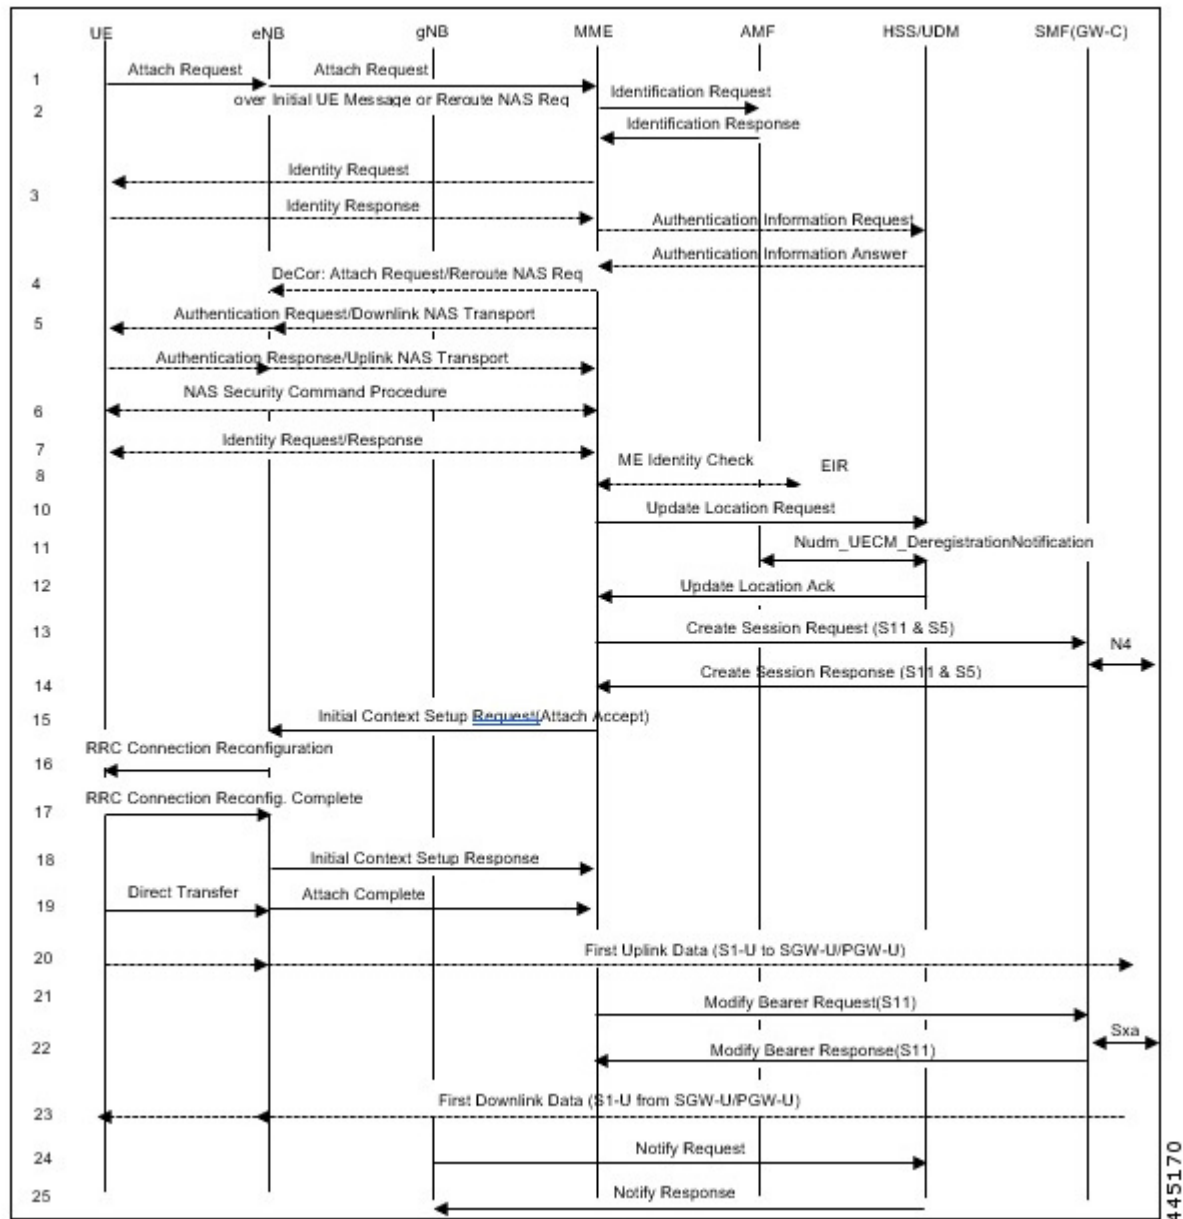 UE eNB gNB MME AMF HSS/UDM SMF(GW-C)
1 Attach Request Attach Request
over Initial UE Message or Reroute NAS Req
Identification Request
2
Identification Response
Identity Request
3
Identity Response
Authentication Information Request
Authentication Information Answer
DeCor: Attach Request/Reroute NAS Req
4
5 Authentication Request/Downlink NAS Transport
Authentication Response/Uplink NAS Transport
NAS Security Command Procedure
6
Identity Request/Response
7
ME Identity Check EIR
8
10 Update Location Request
11 Nudm_UECM_DeregistrationNotification
12 Update Location Ack
13 Create Session Request (S11 & S5)
N4
Create Session Response (S11 & S5)
14
15 Initial Context Setup Request(Attach Accept)
RRC Connection Reconfiguration
16
RRC Connection Reconfig. Complete
17
18 Initial Context Setup Response
Direct Transfer Attach Complete
19
First Uplink Data (S1-U to SGW-U/PGW-U)
20
21 Modify Bearer Request(S11)
Sxa
22 Modify Bearer Response(S11)
First Downlink Data (S1-U from SGW-U/PGW-U)
23
24 Notify Request
25 Notify Response
445170